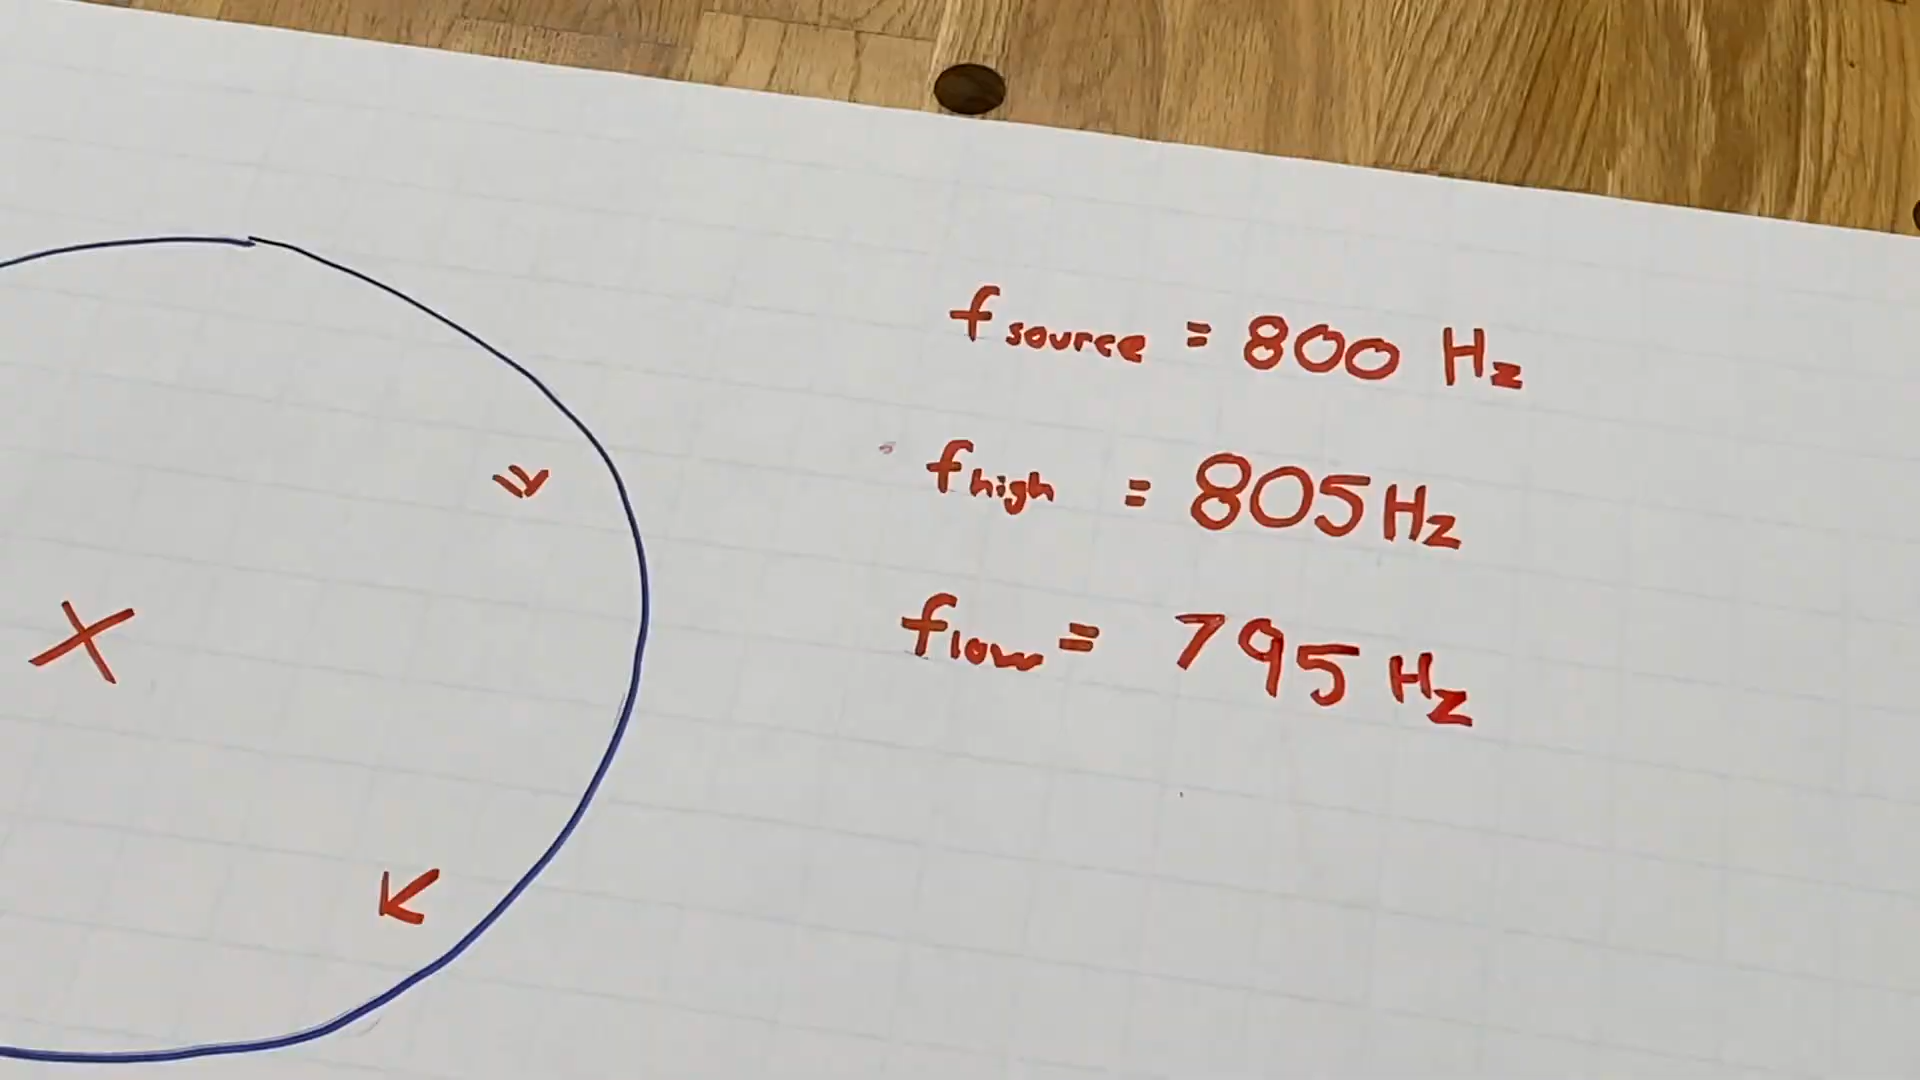 f source = 800 Hz
f high = 805 Hz
f low = 795 Hz